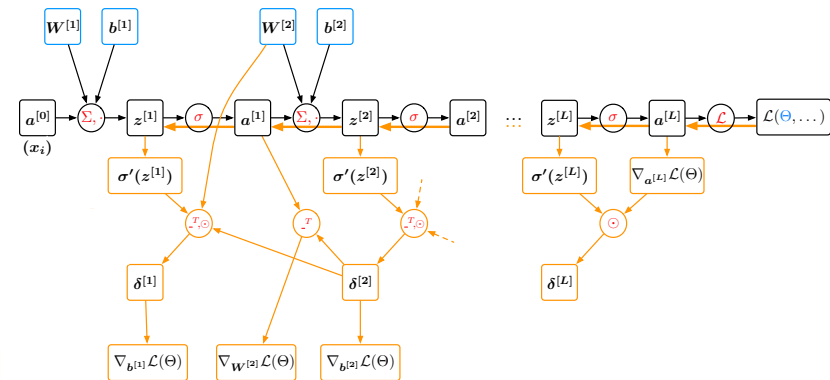 W^[1] b^[1] W^[2] b^[2]
a^[0] Σ,· z^[1] σ a^[1] Σ,· z^[2] σ a^[2] ... z^[L] σ a^[L] ℒ ℒ(Θ,...)
(x_i)
σ′(z^[1]) σ′(z^[2]) σ′(z^[L]) ∇_{a^[L]}ℒ(Θ)
·^T,⊙ ·^T ·^T,⊙ ⊙
δ^[1] δ^[2] δ^[L]
∇_{b^[1]}ℒ(Θ) ∇_{W^[2]}ℒ(Θ) ∇_{b^[2]}ℒ(Θ)